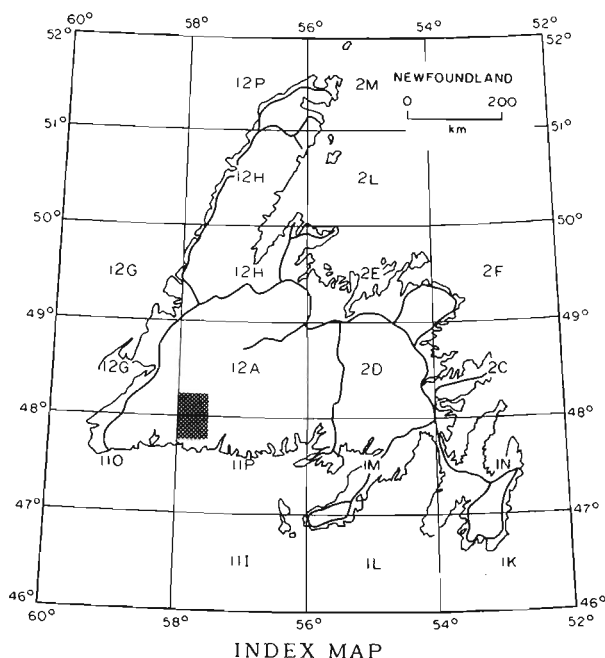 60° 58° 56° 54° 52°
52° 52°
12P 2M
NEWFOUNDLAND
0 200
km
51° 51°
12H 2L
50° 50°
12G 12H 2E 2F
49° 49°
12G 12A 2D 2C
48° 48°
11O 11P 1M 1N
47° 47°
11I 1L 1K
46° 46°
60° 58° 56° 54° 52°
INDEX MAP